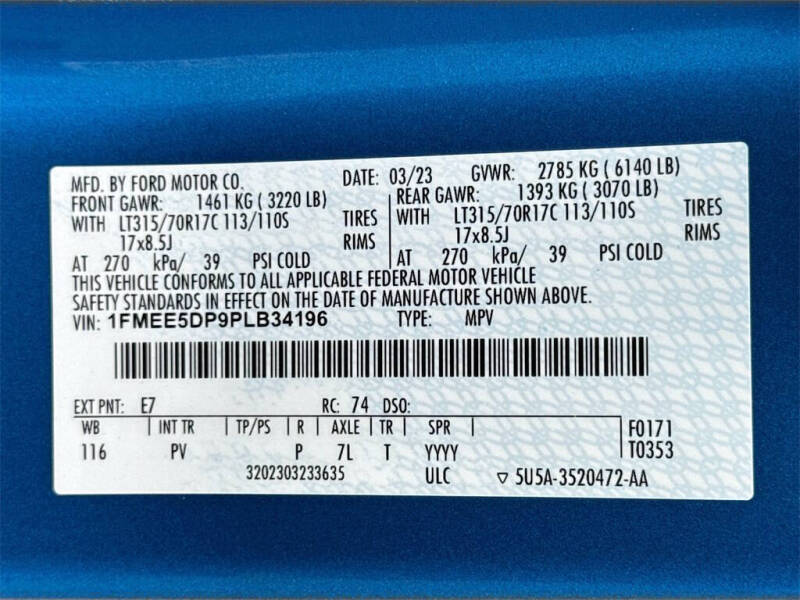 MFD. BY FORD MOTOR CO. DATE: 03/23 GVWR: 2785 KG ( 6140 LB)
FRONT GAWR: 1461 KG ( 3220 LB) REAR GAWR: 1393 KG ( 3070 LB)
WITH LT315/70R17C 113/110S TIRES WITH LT315/70R17C 113/110S TIRES
17x8.5J RIMS 17x8.5J RIMS
AT 270 kPa/ 39 PSI COLD AT 270 kPa/ 39 PSI COLD
THIS VEHICLE CONFORMS TO ALL APPLICABLE FEDERAL MOTOR VEHICLE
SAFETY STANDARDS IN EFFECT ON THE DATE OF MANUFACTURE SHOWN ABOVE.
VIN: 1FMEE5DP9PLB34196 TYPE: MPV
EXT PNT: E7 RC: 74 DSO:
WB INT TR TP/PS R AXLE TR SPR F0171
116 PV P 7L T YYYY T0353
3202303233635 ULC ▽ 5U5A-3520472-AA